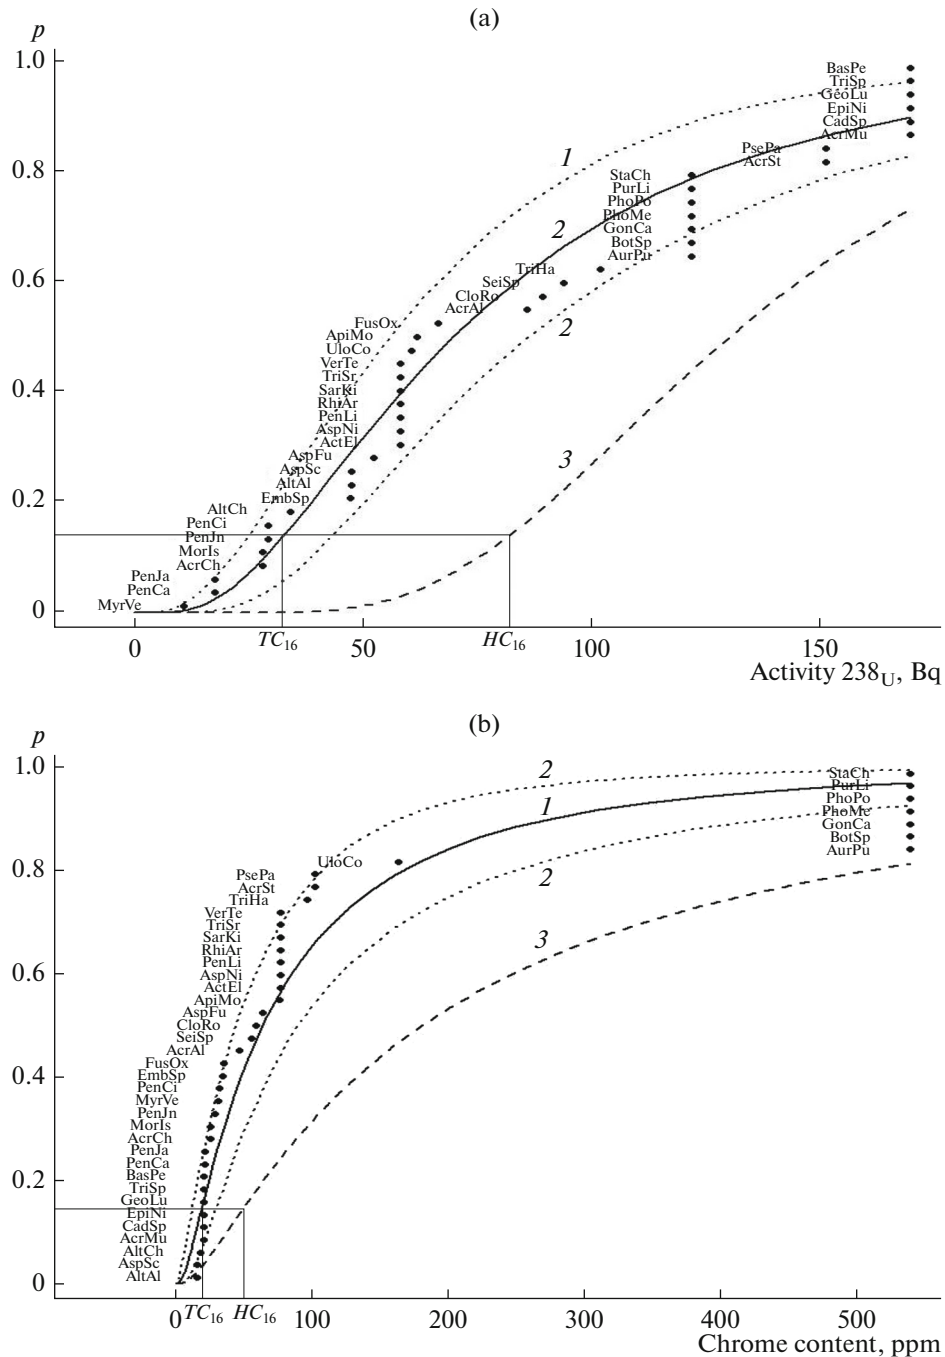 (a)
p
1.0
0.8
0.6
0.4
0.2
0
BasPe
TriSp
GeoLu
EpiNi
CadSp
AcrMu
PsePa
AcrSt
StaCh
PurLi
PhoPo
PhoMe
GonCa
BotSp
AurPu
TriHa
SeiSp
CloRo
AcrAl
FusOx
ApiMo
UloCo
VerTe
TriSr
SarKi
RhiAr
PenLi
AspNi
ActEl
AspFu
AspSc
AltAl
EmbSp
AltCh
PenCi
PenJn
MorIs
AcrCh
PenJa
PenCa
MyrVe
1
2
2
3
0
TC16
50
HC16
100
150
Activity 238U, Bq
(b)
p
1.0
0.8
0.6
0.4
0.2
0
2
1
2
3
StaCh
PurLi
PhoPo
PhoMe
GonCa
BotSp
AurPu
UloCo
PsePa
AcrSt
TriHa
VerTe
TriSr
SarKi
RhiAr
PenLi
AspNi
ActEl
ApiMo
AspFu
CloRo
SeiSp
AcrAl
FusOx
EmbSp
PenCi
MyrVe
PenJn
MorIs
AcrCh
PenJa
PenCa
BasPe
TriSp
GeoLu
EpiNi
CadSp
AcrMu
AltCh
AspSc
AltAl
0
TC16
HC16
100
200
300
400
500
Chrome content, ppm